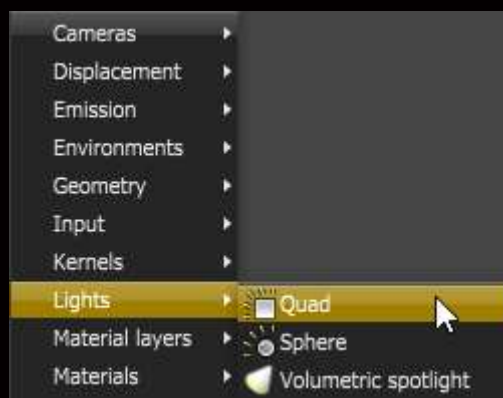 Cameras
Displacement
Emission
Environments
Geometry
Input
Kernels
Lights
Quad
Material layers
Sphere
Materials
Volumetric spotlight